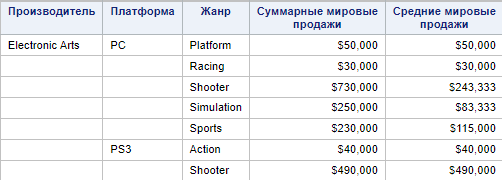 Производитель Платформа Жанр Суммарные мировые продажи Средние мировые продажи
Electronic Arts PC Platform $50,000 $50,000
Racing $30,000 $30,000
Shooter $730,000 $243,333
Simulation $250,000 $83,333
Sports $230,000 $115,000
PS3 Action $40,000 $40,000
Shooter $490,000 $490,000